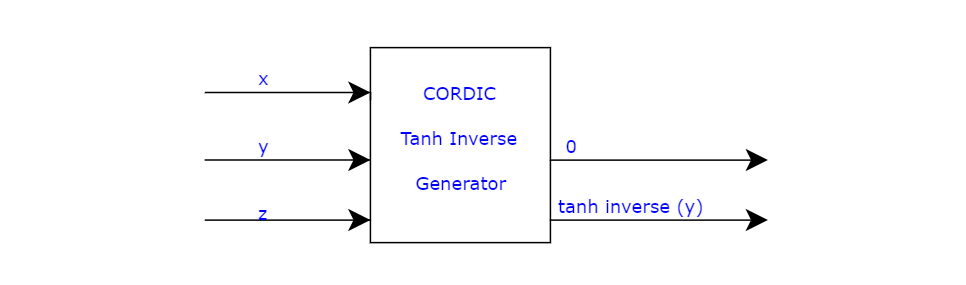 x
CORDIC
y
Tanh Inverse
0
Generator
z
tanh inverse (y)